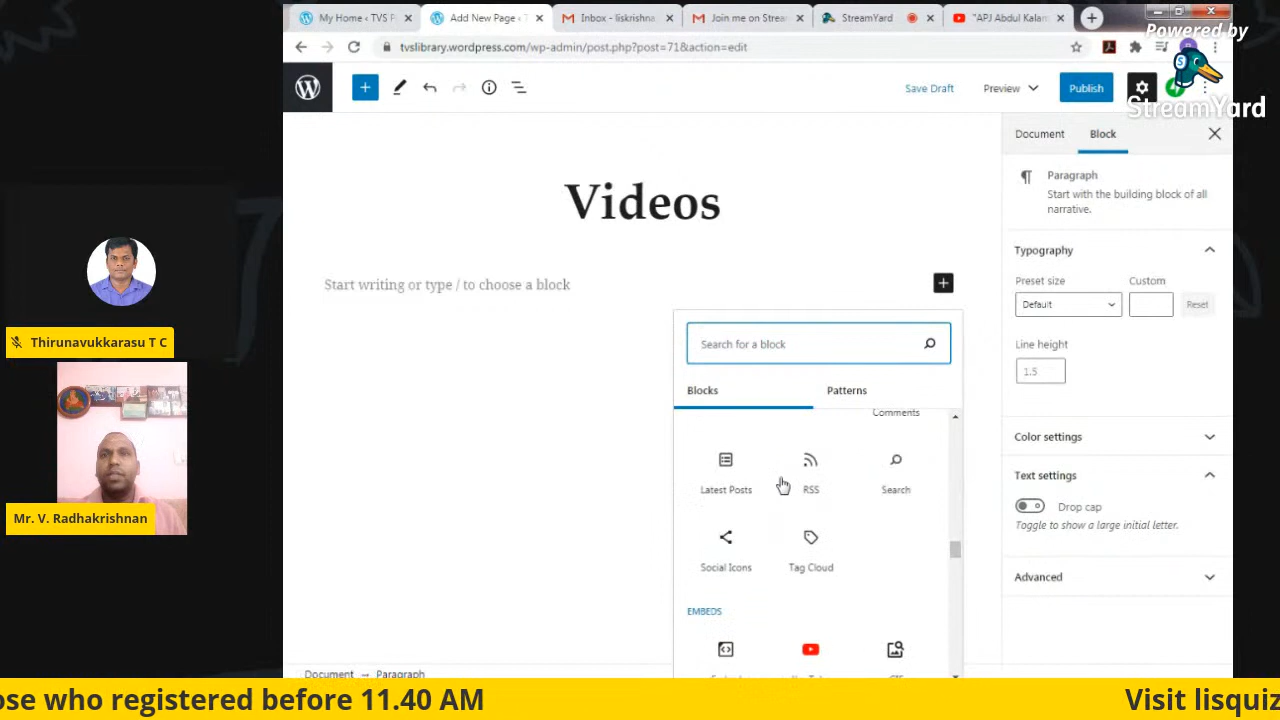 My Home ‹ TVS P
Add New Page ‹ T
Inbox - liskrishna
Join me on Strea
StreamYard
"APJ Abdul Kalam
tvslibrary.wordpress.com/wp-admin/post.php?post=71&action=edit
Powered by
StreamYard
Save Draft
Preview
Publish
Document
Block
Videos
Paragraph
Start with the building block of all
narrative.
Start writing or type / to choose a block
Typography
Preset size
Custom
Default
Reset
Line height
1.5
Search for a block
Blocks
Patterns
Comments
Latest Posts
RSS
Search
Social Icons
Tag Cloud
EMBEDS
Color settings
Text settings
Drop cap
Toggle to show a large initial letter.
Advanced
Document → Paragraph
Thirunavukkarasu T C
Mr. V. Radhakrishnan
ose who registered before 11.40 AM
Visit lisquiz